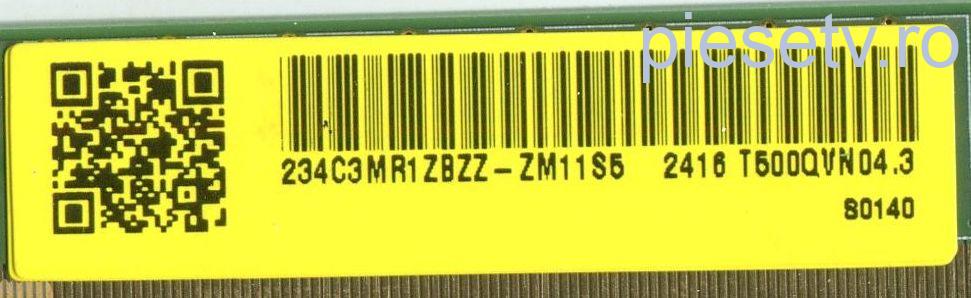 piesetv.ro
234C3MR1ZBZZ-ZM11S5 2416 T500QVN04.3
S0140